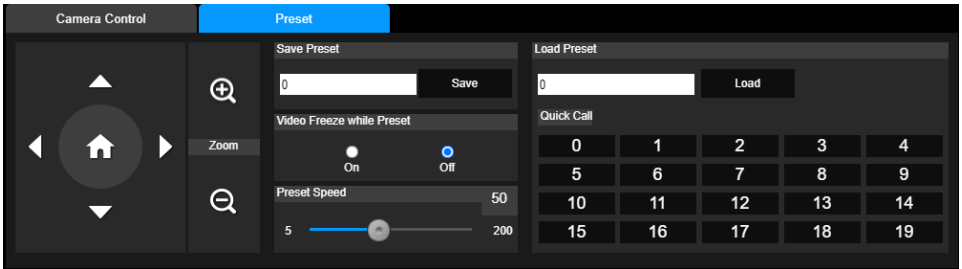 Camera Control
Preset
Zoom
Save Preset
0
Save
Video Freeze while Preset
On
Off
Preset Speed
50
5
200
Load Preset
0
Load
Quick Call
0 1 2 3 4
5 6 7 8 9
10 11 12 13 14
15 16 17 18 19